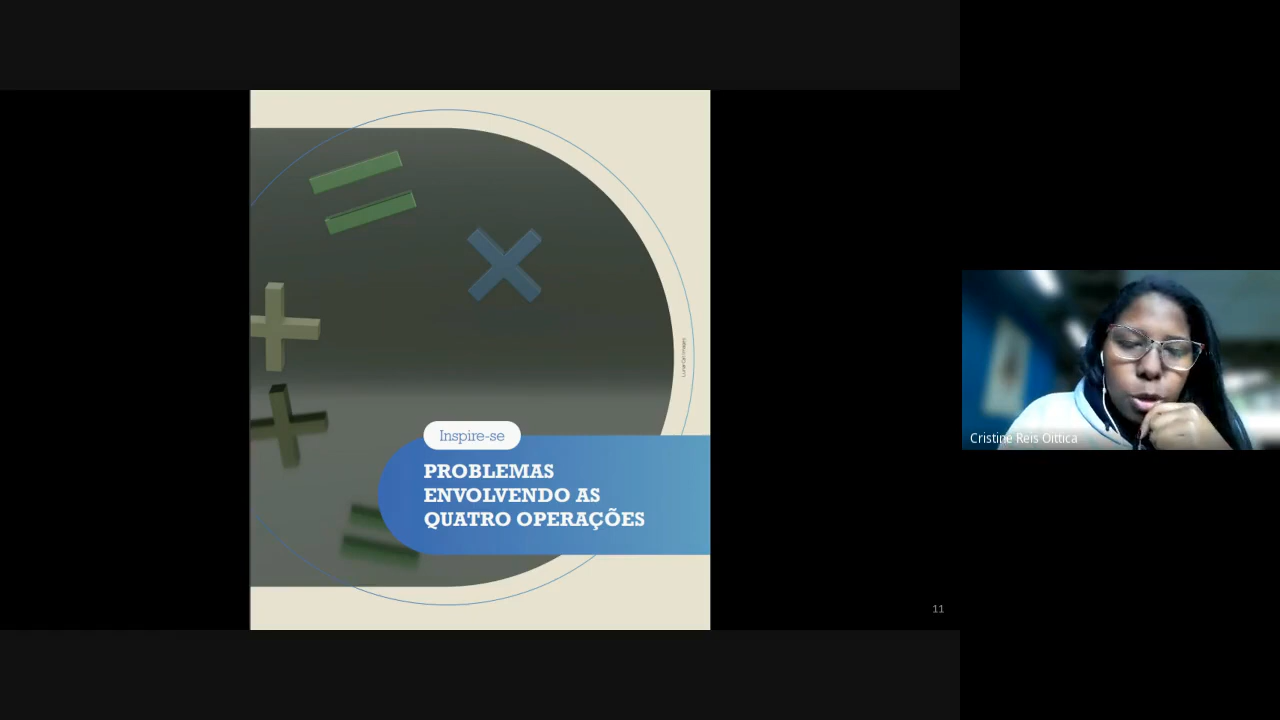 Inspire-se
PROBLEMAS
ENVOLVENDO AS
QUATRO OPERAÇÕES
11
Cristine Reis Oittica